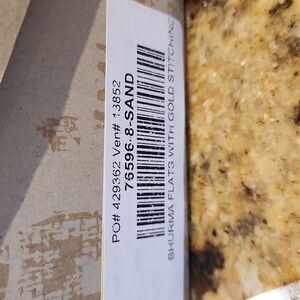 PO# 429362 Ven# 13852
76596-8-SAND
BHURMA FLATS WITH GOLD STITCHING